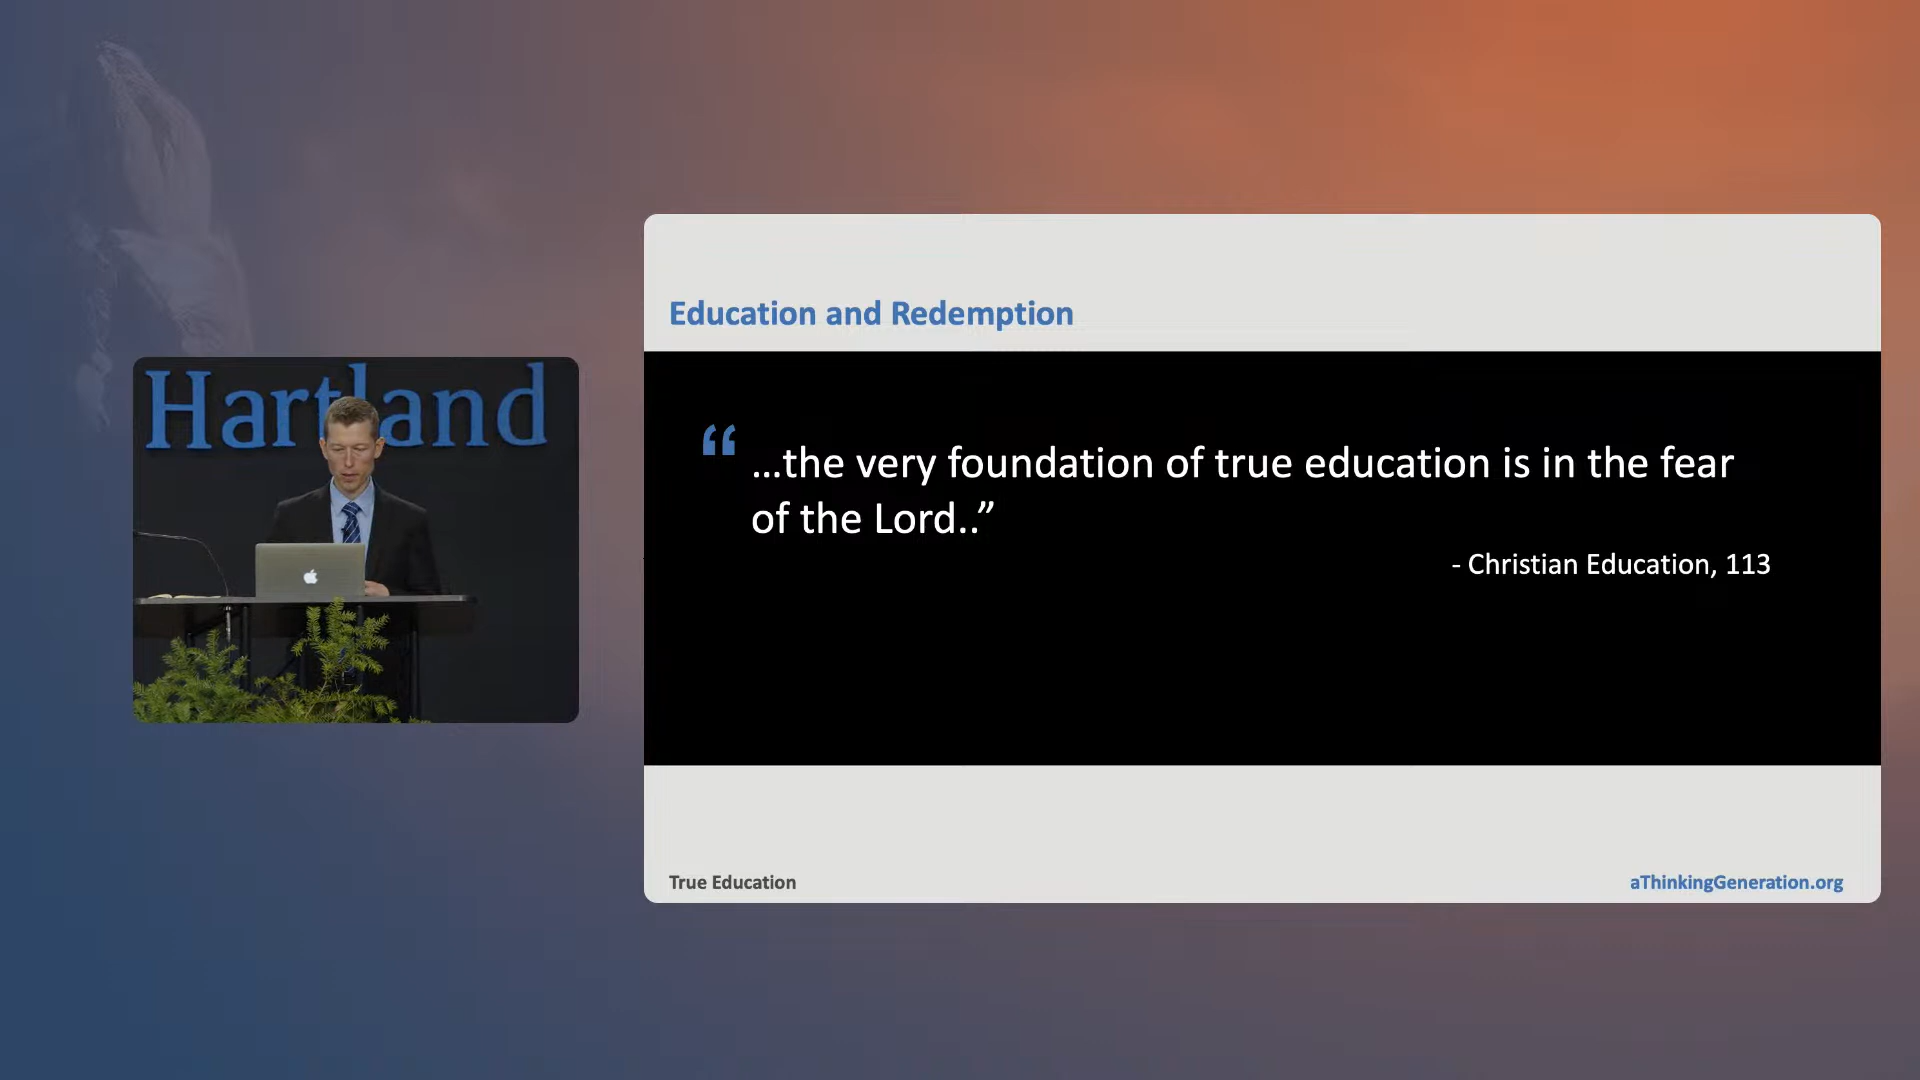 Hartland
Education and Redemption
“
...the very foundation of true education is in the fear
of the Lord..”
- Christian Education, 113
True Education
aThinkingGeneration.org